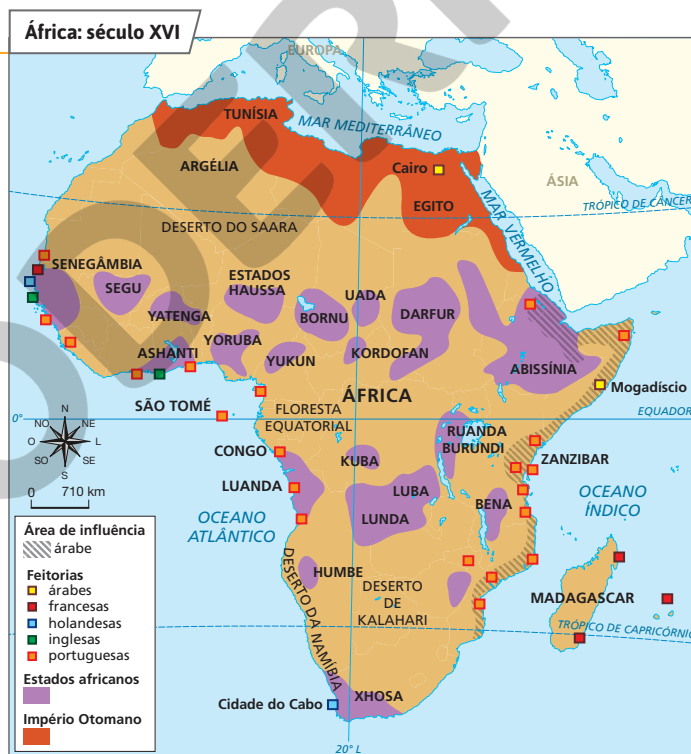 África: século XVI
EUROPA
TUNÍSIA
MAR MEDITERRÂNEO
ARGÉLIA
Cairo
ÁSIA
EGITO
TRÓPICO DE CÂNCER
DESERTO DO SAARA
MAR VERMELHO
SENEGÂMBIA
SEGU
ESTADOS
HAUSSA
UADA
YATENGA
BORNU
DARFUR
YORUBA
ASHANTI
YUKUN
KORDOFAN
ABISSÍNIA
ÁFRICA
Mogadíscio
SÃO TOMÉ
FLORESTA
EQUATORIAL
0°
EQUADOR
RUANDA
BURUNDI
CONGO
KUBA
ZANZIBAR
LUANDA
LUBA
BENA
OCEANO
ÍNDICO
OCEANO
ATLÂNTICO
LUNDA
HUMBE
DESERTO
DE
KALAHARI
DESERTO DA NAMÍBIA
MADAGASCAR
TRÓPICO DE CAPRICÓRNIO
XHOSA
Cidade do Cabo
20° L
N
NO
NE
O
L
SO
SE
S
0
710 km
Área de influência
árabe
Feitorias
árabes
francesas
holandesas
inglesas
portuguesas
Estados africanos
Império Otomano